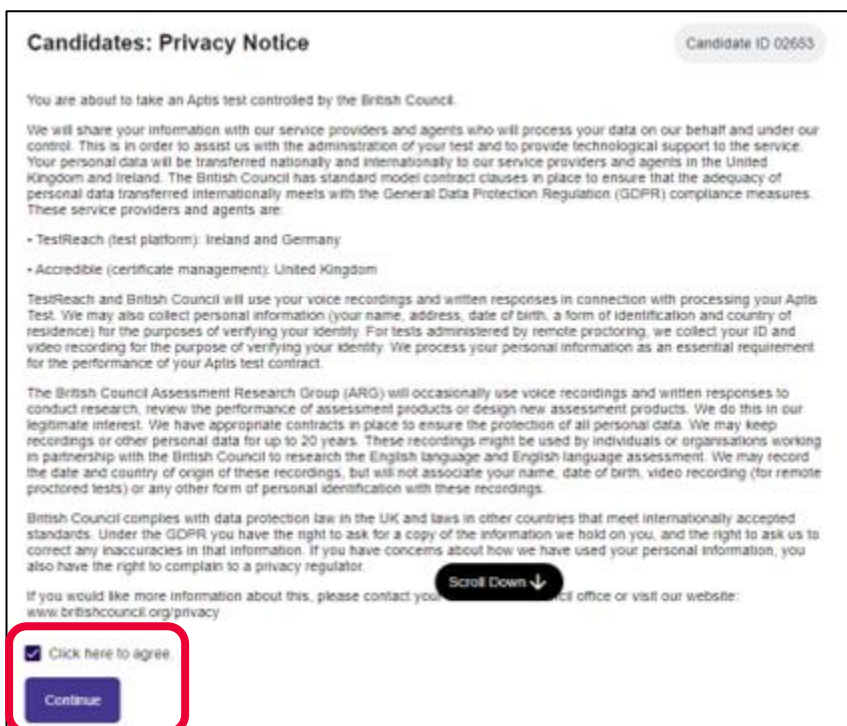 Candidates: Privacy Notice
Candidate ID 02653
You are about to take an Aptis test controlled by the British Council.
We will share your information with our service providers and agents who will process your data on our behalf and under our
control. This is in order to assist us with the administration of your test and to provide technological support to the service.
Your personal data will be transferred nationally and internationally to our service providers and agents in the United
Kingdom and Ireland. The British Council has standard model contract clauses in place to ensure that the adequacy of
personal data transferred internationally meets with the General Data Protection Regulation (GDPR) compliance measures.
These service providers and agents are:
• TestReach (test platform): Ireland and Germany
• Accredible (certificate management): United Kingdom
TestReach and British Council will use your voice recordings and written responses in connection with processing your Aptis
Test. We may also collect personal information (your name, address, date of birth, a form of identification and country of
residence) for the purposes of verifying your identity. For tests administered by remote proctoring, we collect your ID and
video recording for the purpose of verifying your identity. We process your personal information as an essential requirement
for the performance of your Aptis test contract.
The British Council Assessment Research Group (ARG) will occasionally use voice recordings and written responses to
conduct research, review the performance of assessment products or design new assessment products. We do this in our
legitimate interest. We have appropriate contracts in place to ensure the protection of all personal data. We may keep
recordings or other personal data for up to 20 years. These recordings might be used by individuals or organisations working
in partnership with the British Council to research the English language and English language assessment. We may record
the date and country of origin of these recordings, but will not associate your name, date of birth, video recording (for remote
proctored tests) or any other form of personal identification with these recordings.
British Council complies with data protection law in the UK and laws in other countries that meet internationally accepted
standards. Under the GDPR you have the right to ask for a copy of the information we hold on you, and the right to ask us to
correct any inaccuracies in that information. If you have concerns about how we have used your personal information, you
also have the right to complain to a privacy regulator.
Scroll Down ↓
If you would like more information about this, please contact your cil office or visit our website:
www.britishcouncil.org/privacy
Click here to agree.
Continue